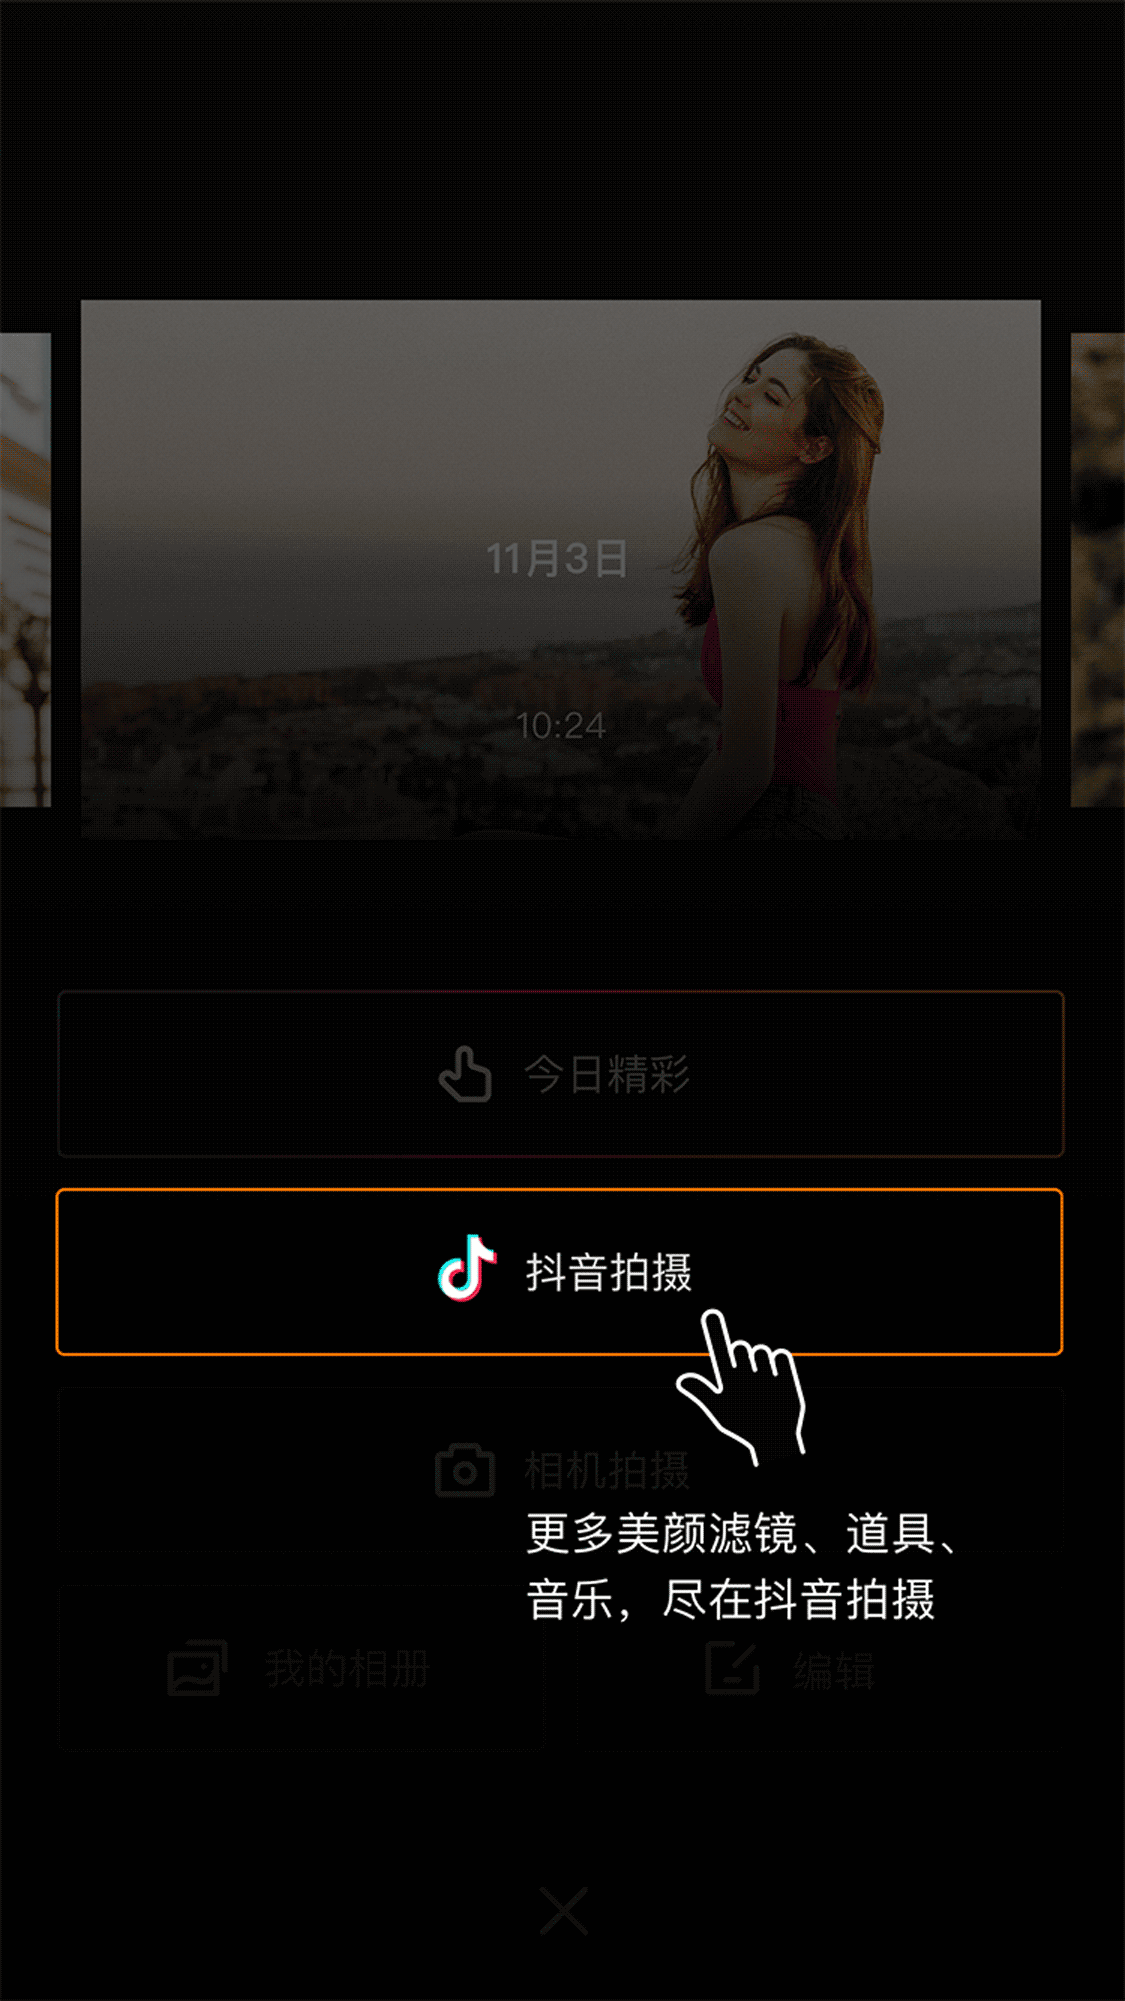 11月3日
10:24
今日精彩
抖音拍摄
相机拍摄
更多美颜滤镜、道具、
音乐，尽在抖音拍摄
我的相册
编辑